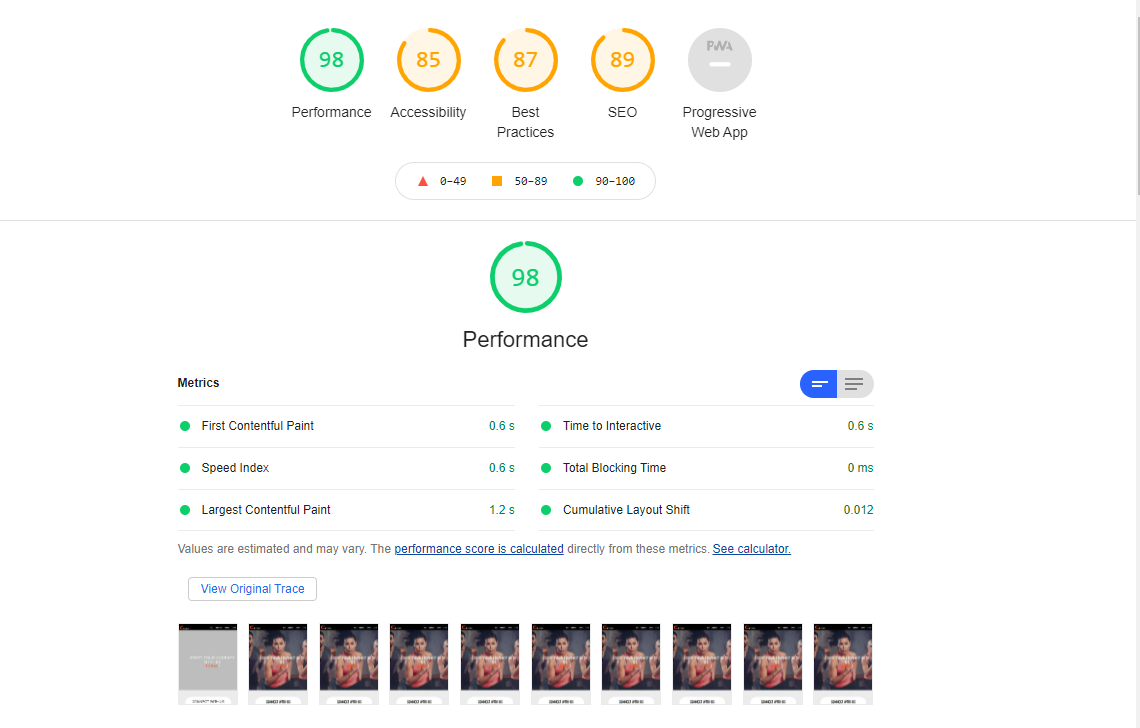 98
85
87
89
PWA
Performance
Accessibility
Best
Practices
SEO
Progressive
Web App
0–49
50–89
90–100
98
Performance
Metrics
First Contentful Paint
0.6 s
Time to Interactive
0.6 s
Speed Index
0.6 s
Total Blocking Time
0 ms
Largest Contentful Paint
1.2 s
Cumulative Layout Shift
0.012
Values are estimated and may vary. The performance score is calculated directly from these metrics. See calculator.
View Original Trace